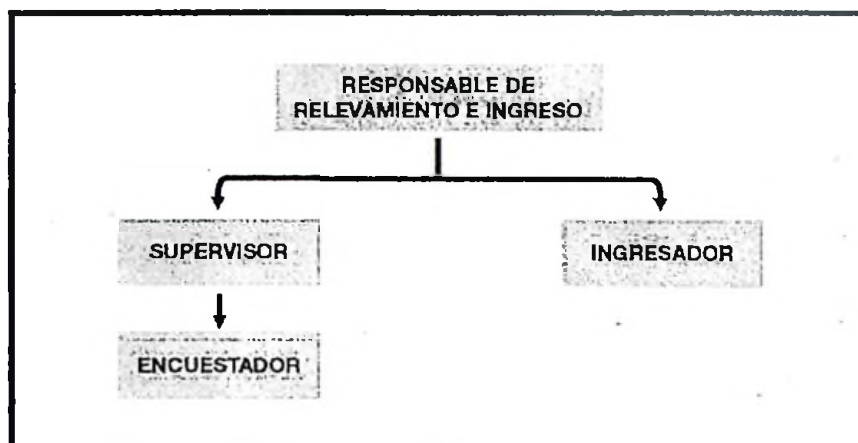 RESPONSABLE DE
RELEVAMIENTO E INGRESO
SUPERVISOR
INGRESADOR
ENCUESTADOR